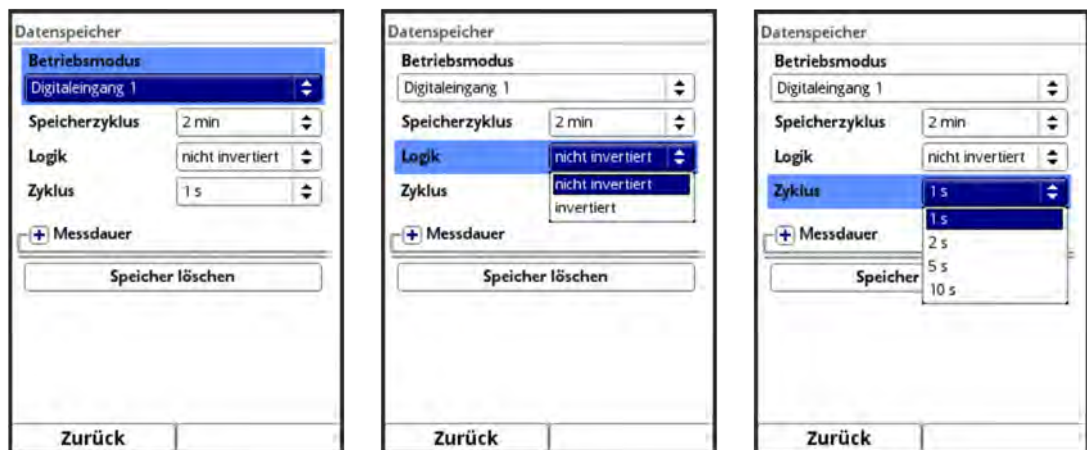 Datenspeicher
Betriebsmodus
Digitaleingang 1
Speicherzyklus 2 min
Logik nicht invertiert
Zyklus 1 s
Messdauer
Speicher löschen
Zurück
Datenspeicher
Betriebsmodus
Digitaleingang 1
Speicherzyklus 2 min
Logik nicht invertiert
nicht invertiert
Zyklus
invertiert
Messdauer
Speicher löschen
Zurück
Datenspeicher
Betriebsmodus
Digitaleingang 1
Speicherzyklus 2 min
Logik nicht invertiert
Zyklus 1 s
1 s
Messdauer
2 s
5 s
Speicher
10 s
Zurück